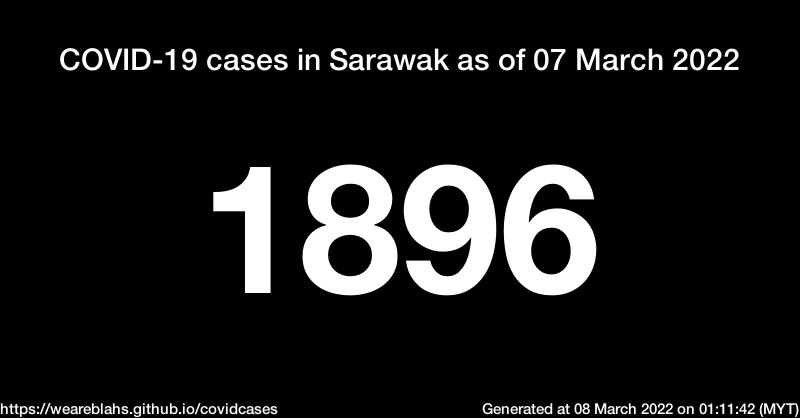 COVID-19 cases in Sarawak as of 07 March 2022
1896
https://weareblahs.github.io/covidcases
Generated at 08 March 2022 on 01:11:42 (MYT)